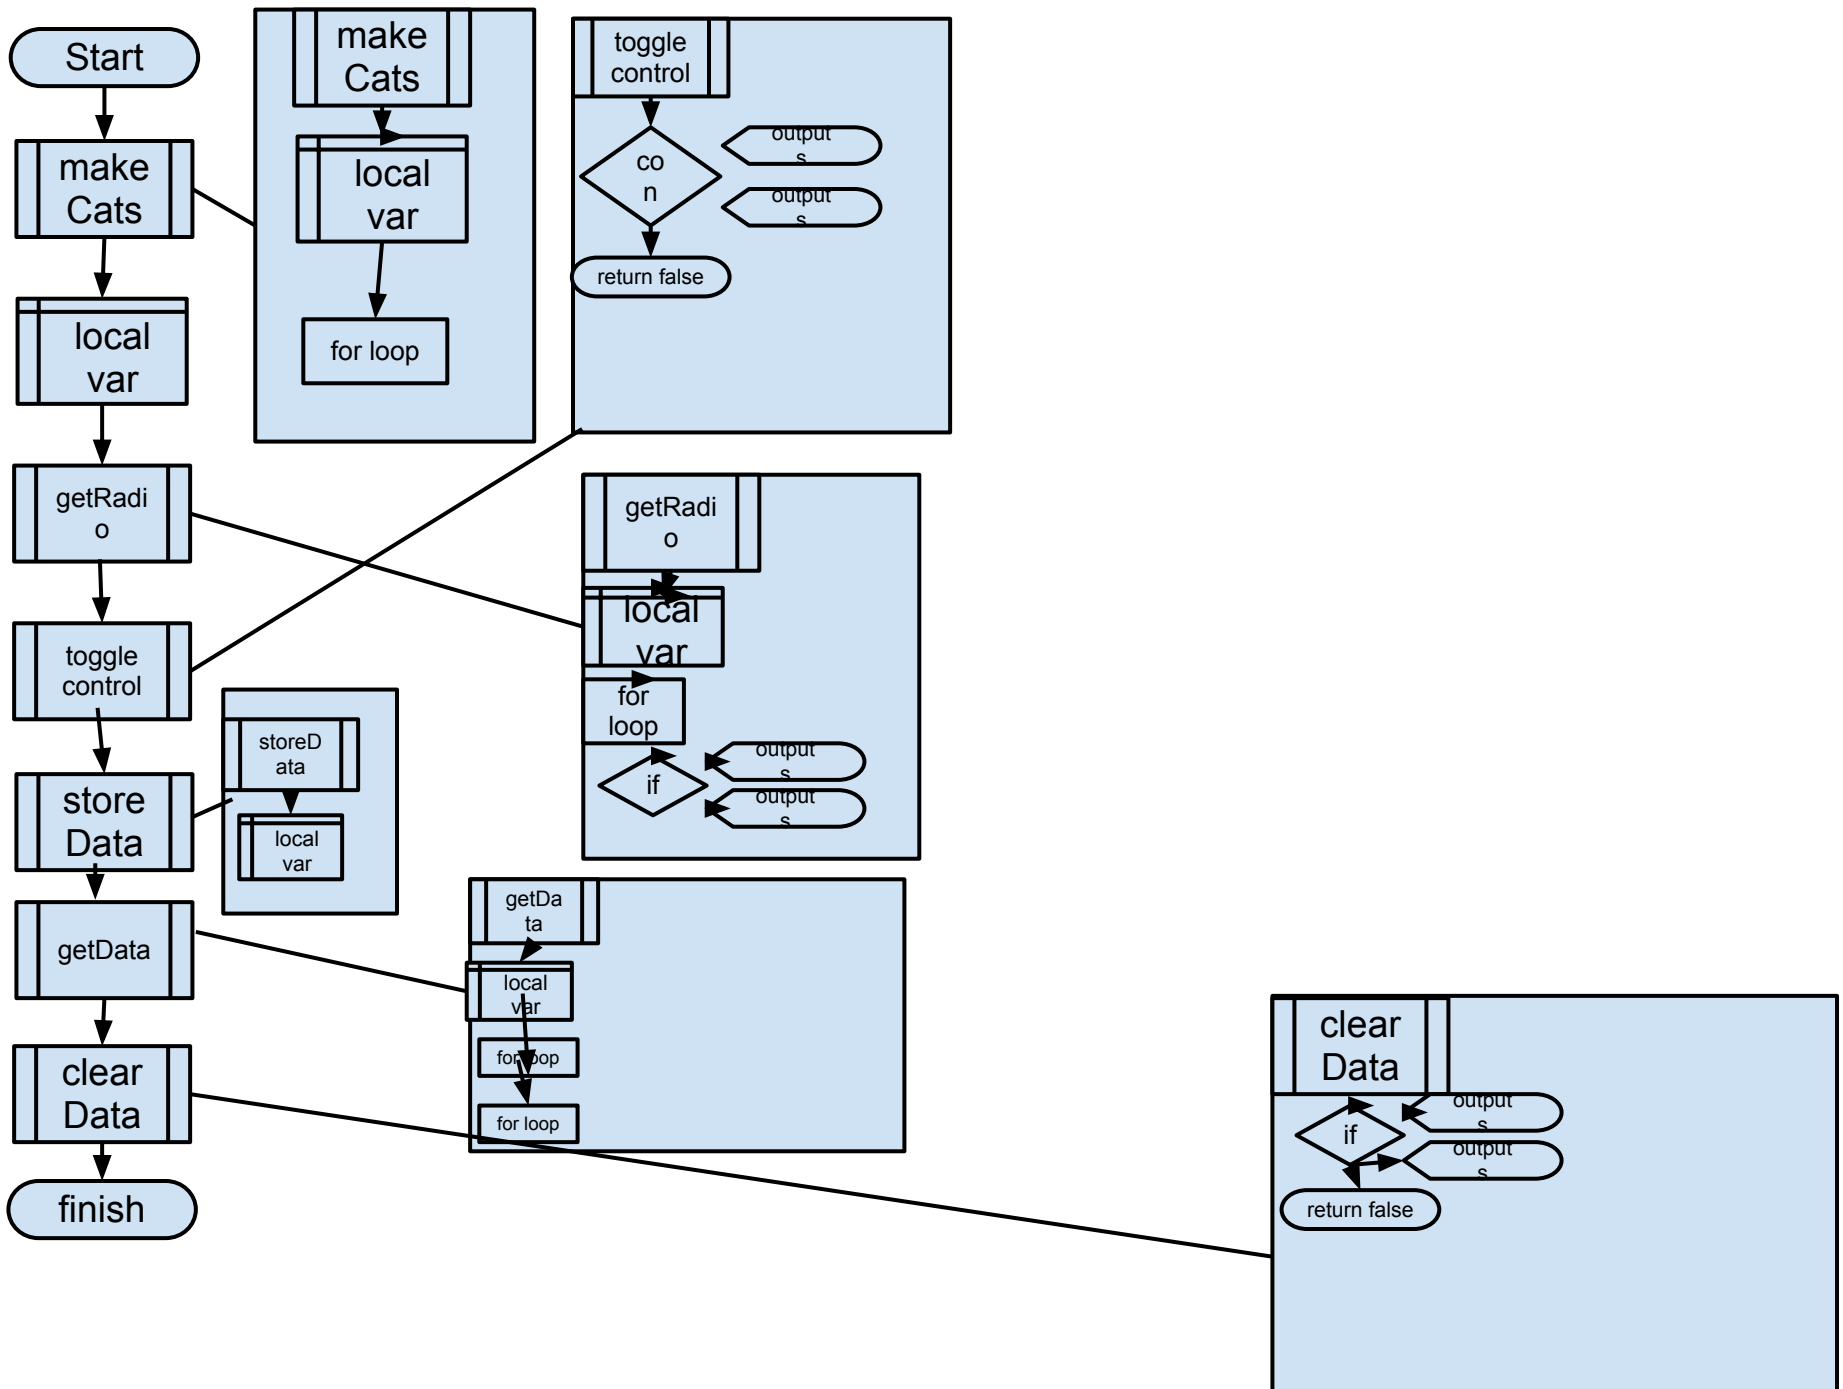 Start
make
Cats
local
var
getRadi
o
toggle
control
store
Data
getData
clear
Data
finish
make
Cats
local
var
for loop
toggle
control
co
n
output
s
output
s
return false
getRadi
o
local
var
for
loop
if
output
s
output
s
storeD
ata
local
var
getDa
ta
local
var
for loop
for loop
clear
Data
if
output
s
output
s
return false